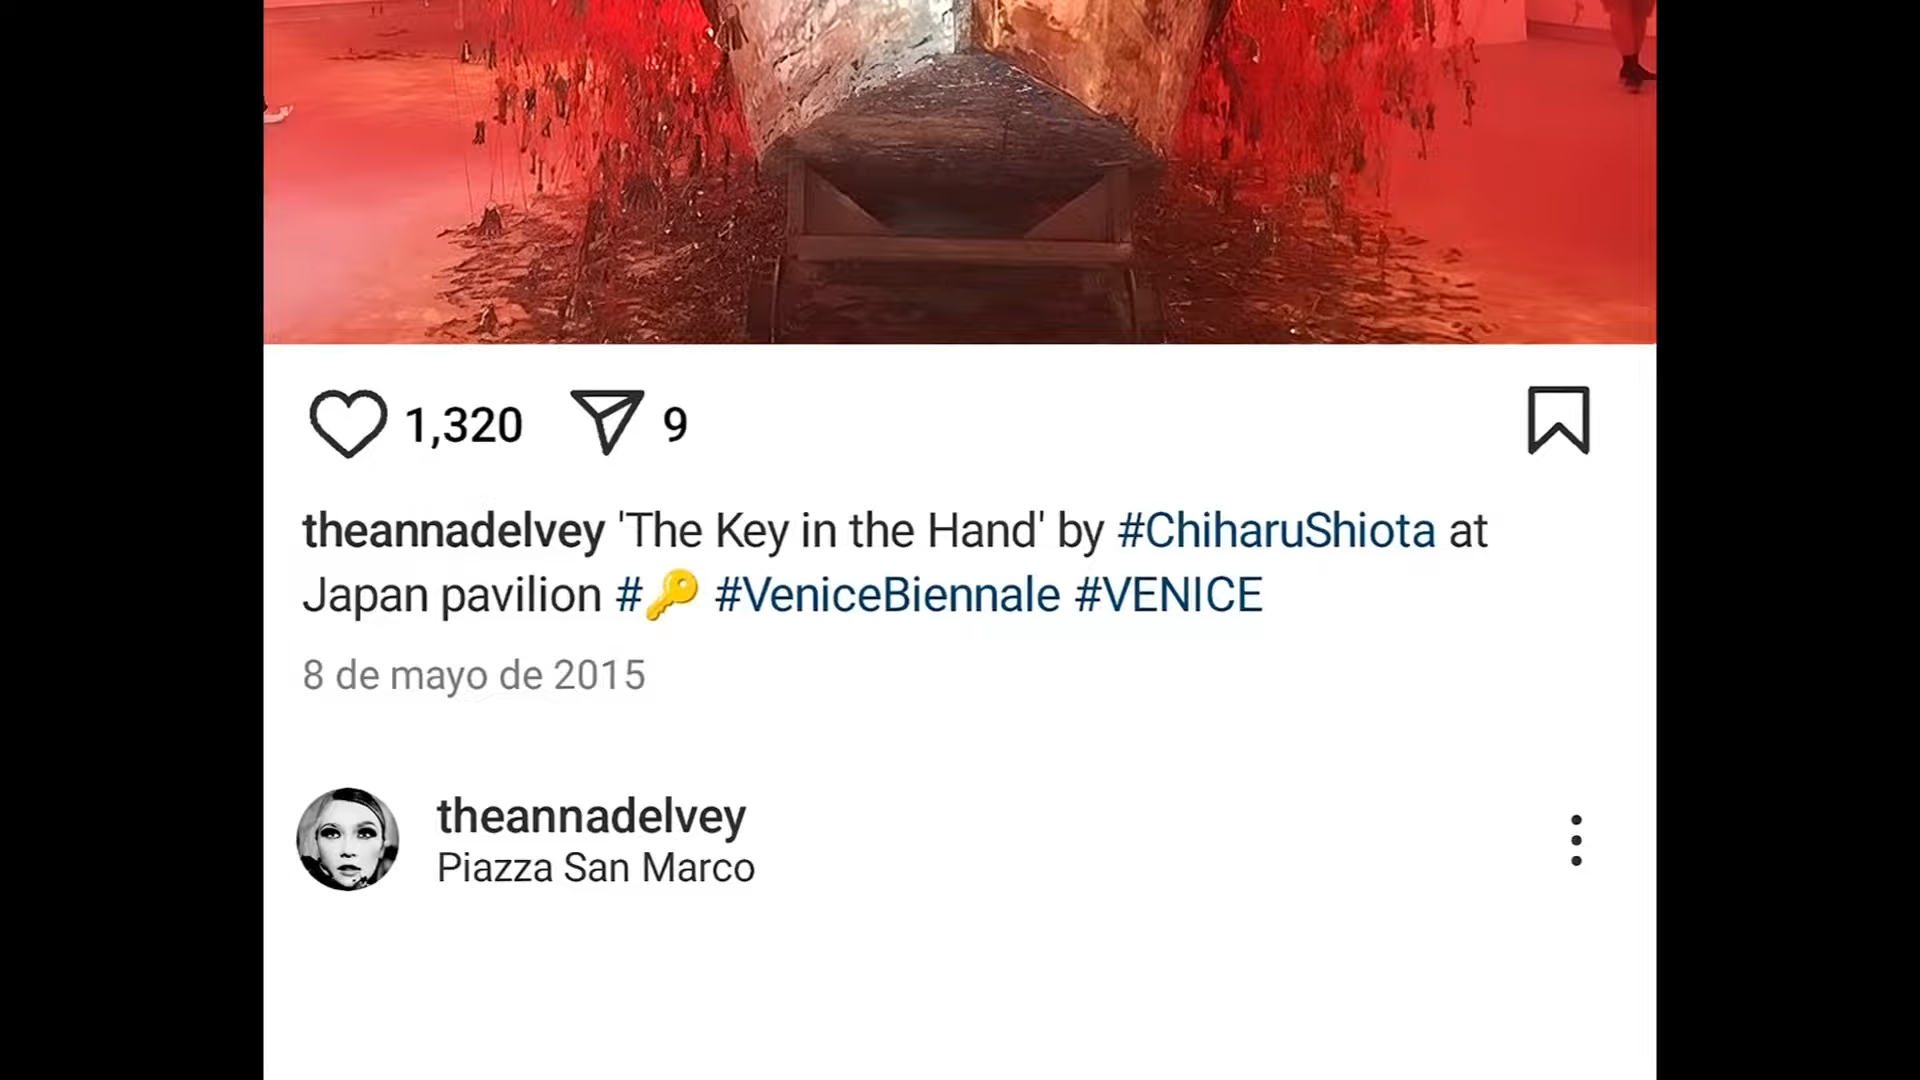 1,320 9
theannadelvey 'The Key in the Hand' by #ChiharuShiota at
Japan pavilion #🔑 #VeniceBiennale #VENICE
8 de mayo de 2015
theannadelvey
Piazza San Marco